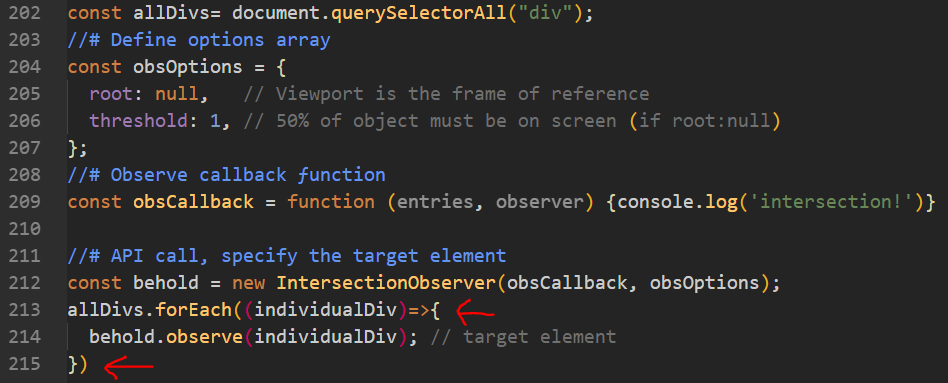 202 const allDivs= document.querySelectorAll("div");
203 //# Define options array
204 const obsOptions = {
205 root: null, // Viewport is the frame of reference
206 threshold: 1, // 50% of object must be on screen (if root:null)
207 };
208 //# Observe callback ƒunction
209 const obsCallback = function (entries, observer) {console.log('intersection!')}
210
211 //# API call, specify the target element
212 const behold = new IntersectionObserver(obsCallback, obsOptions);
213 allDivs.forEach((individualDiv)=>{
214 behold.observe(individualDiv); // target element
215 })